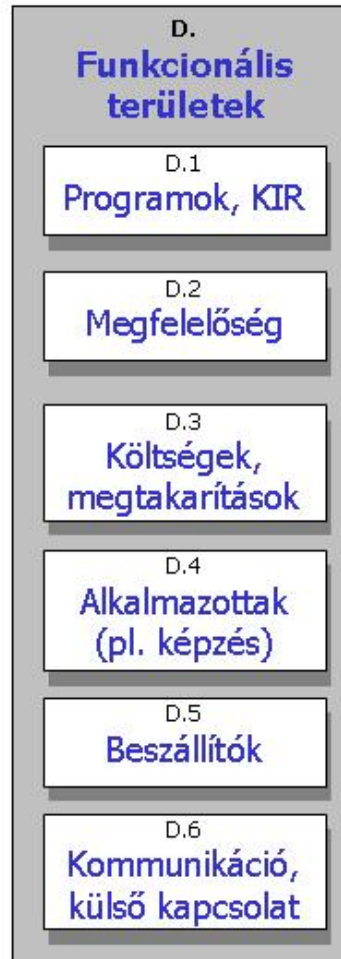 D.
Funkcionális
területek
D.1
Programok, KIR
D.2
Megfelelőség
D.3
Költségek,
megtakarítások
D.4
Alkalmazottak
(pl. képzés)
D.5
Beszállítók
D.6
Kommunikáció,
külső kapcsolat